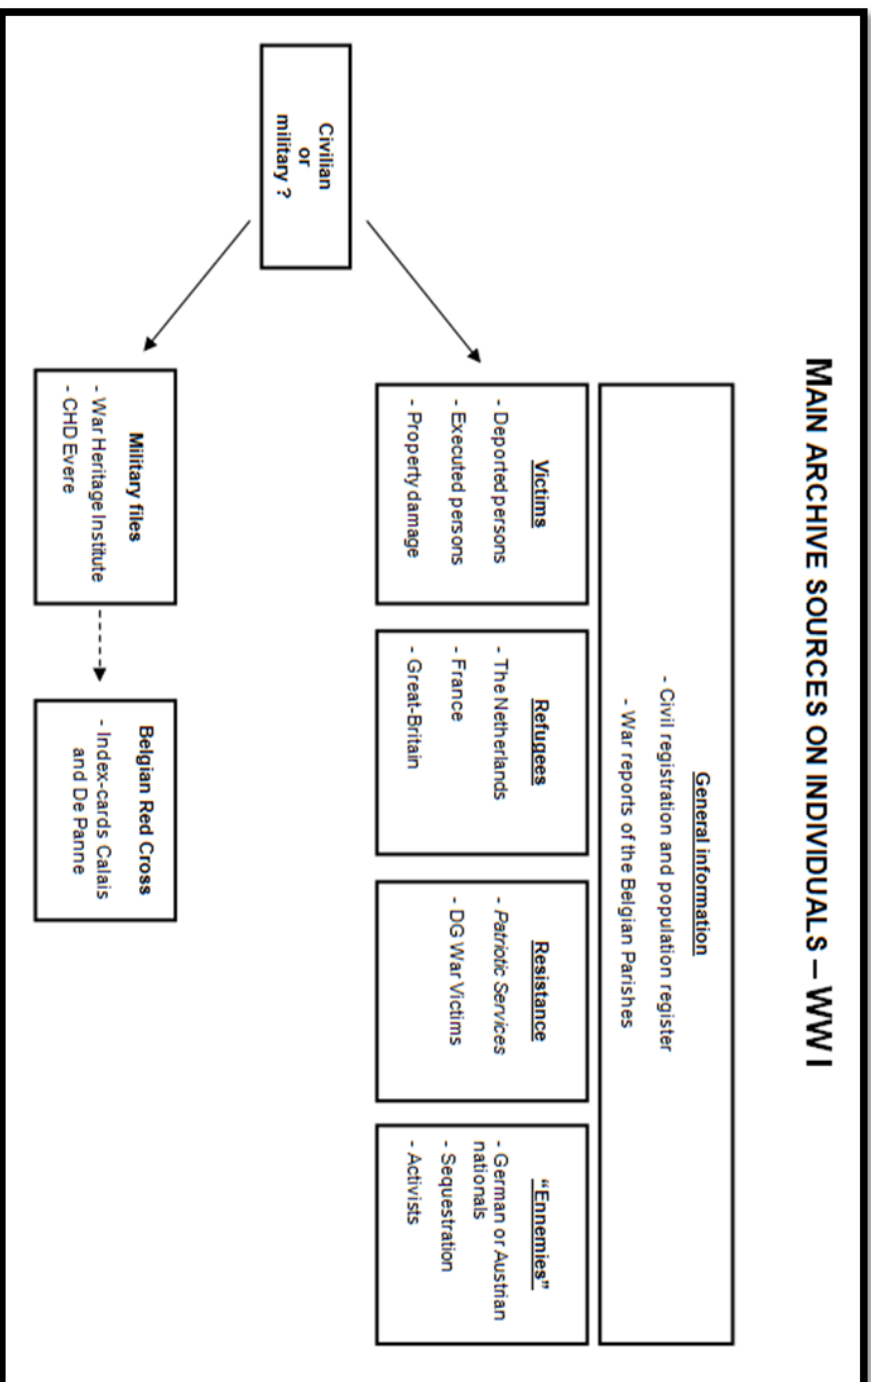 MAIN ARCHIVE SOURCES ON INDIVIDUALS – WWI
General information
- Civil registration and population register
- War reports of the Belgian Parishes
Civilian
or
military ?
Victims
- Deported persons
- Executed persons
- Property damage
Refugees
- The Netherlands
- France
- Great-Britain
Resistance
- Patriotic Services
- DG War Victims
“Ennemies”
- German or Austrian
nationals
- Sequestration
- Activists
Military files
- War Heritage Institute
- CHD Evere
Belgian Red Cross
- Index-cards Calais
and De Panne